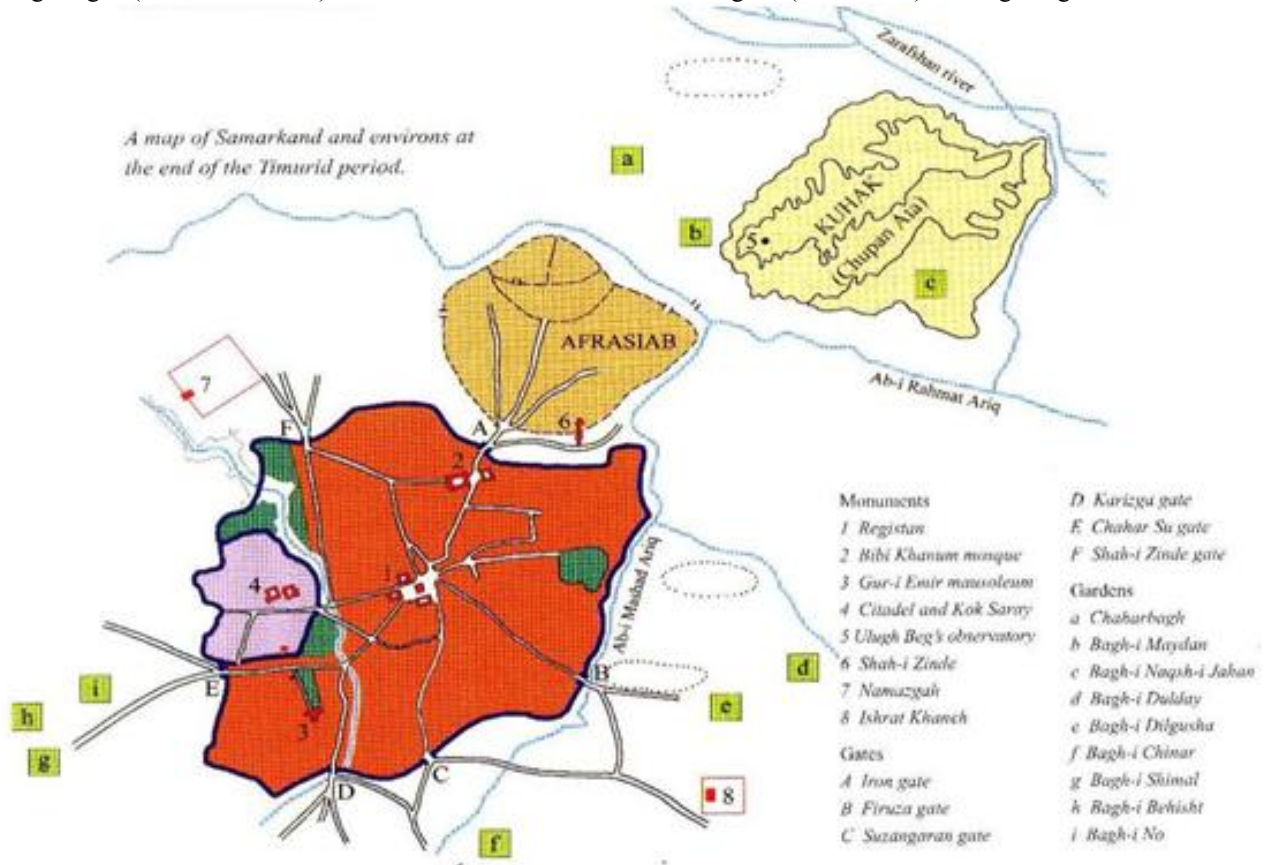 A map of Samarkand and environs at
the end of the Timurid period.
Zarafshan river
a
b
KUHAK
(Chupan Ata)
5
c
AFRASIAB
Ab-i Rahmat Ariq
7
F
A
6
2
1
4
Ab-i Mashad Ariq
B
d
E
i
h
g
3
e
C
D
8
f
Monuments
1 Registan
2 Bibi Khanum mosque
3 Gur-i Emir mausoleum
4 Citadel and Kok Saray
5 Ulugh Beg's observatory
6 Shah-i Zinde
7 Namazgah
8 Ishrat Khaneh
Gates
A Iron gate
B Firuza gate
C Suzangaran gate
D Karizga gate
E Chahar Su gate
F Shah-i Zinde gate
Gardens
a Chaharbagh
b Bagh-i Maydan
c Bagh-i Naqsh-i Jahan
d Bagh-i Dulday
e Bagh-i Dilgusha
f Bagh-i Chinar
g Bagh-i Shimal
h Bagh-i Behisht
i Bagh-i No